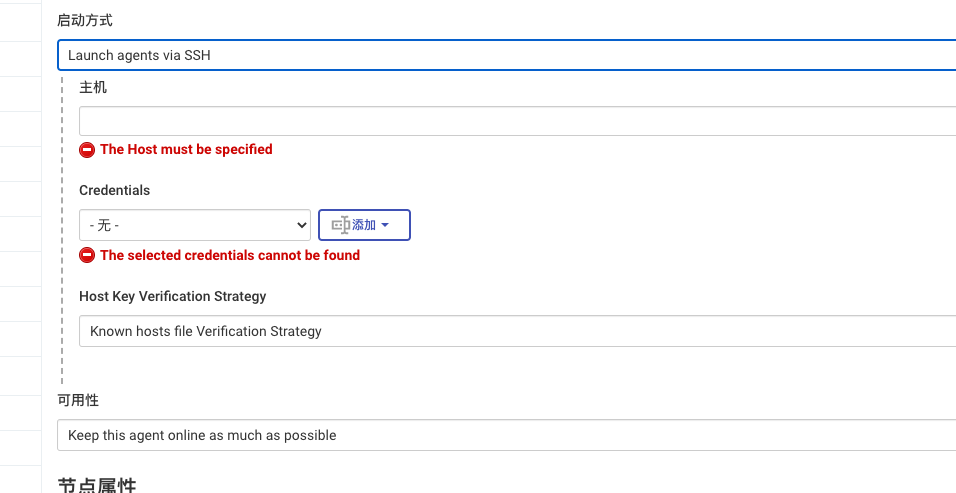 启动方式
Launch agents via SSH
主机
The Host must be specified
Credentials
- 无 -
添加
The selected credentials cannot be found
Host Key Verification Strategy
Known hosts file Verification Strategy
可用性
Keep this agent online as much as possible
节点属性